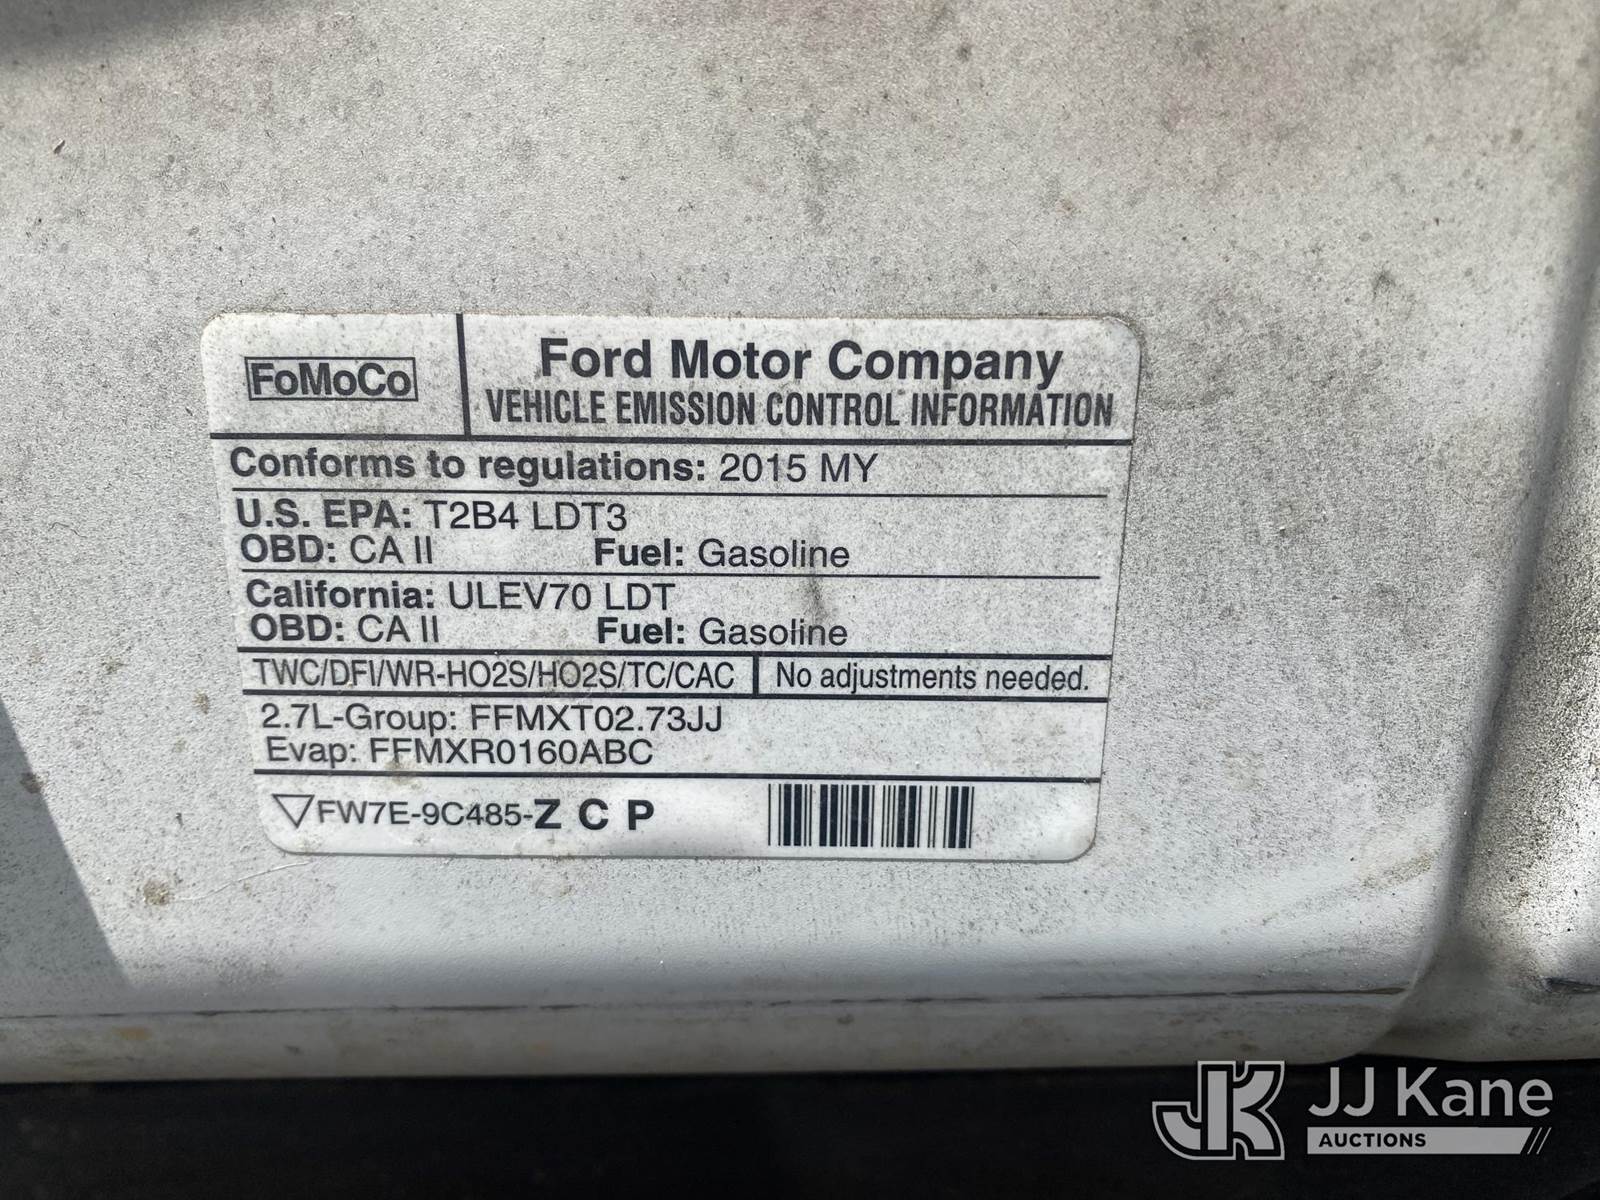 FoMoCo
Ford Motor Company
VEHICLE EMISSION CONTROL INFORMATION
Conforms to regulations: 2015 MY
U.S. EPA: T2B4 LDT3
OBD: CA II Fuel: Gasoline
California: ULEV70 LDT
OBD: CA II Fuel: Gasoline
TWC/DFI/WR-HO2S/HO2S/TC/CAC No adjustments needed.
2.7L-Group: FFMXT02.73JJ
Evap: FFMXR0160ABC
FW7E-9C485-Z C P
JK JJ Kane
AUCTIONS